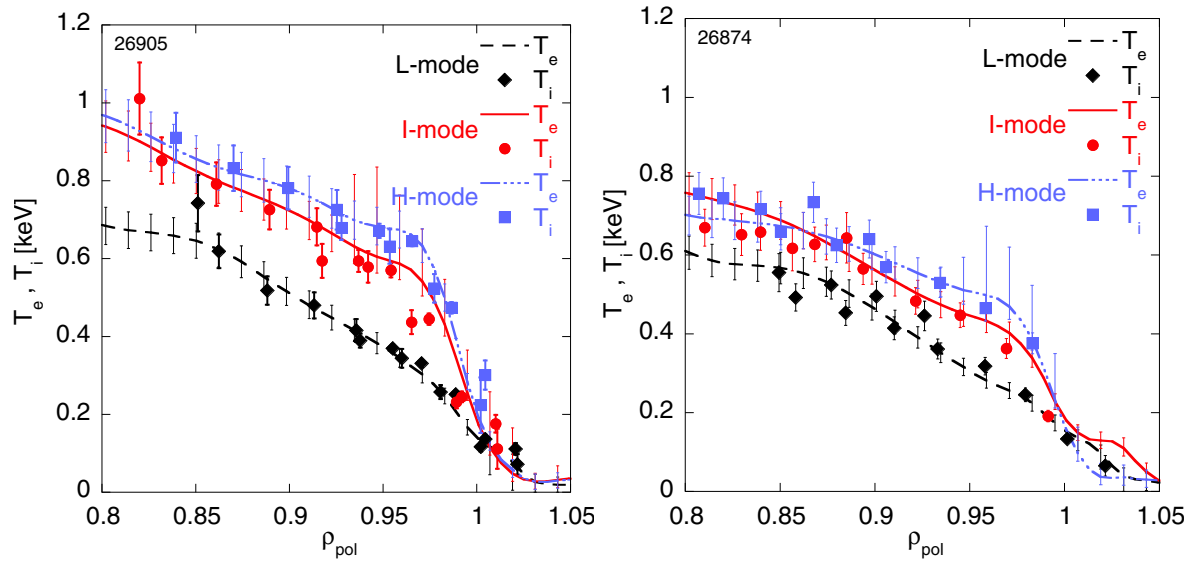 26905
L-mode
T_e
T_i
I-mode
T_e
T_i
H-mode
T_e
T_i
T_e , T_i [keV]
1.2
1
0.8
0.6
0.4
0.2
0
0.8
0.85
0.9
0.95
1
1.05
ρ_pol
26874
L-mode
T_e
T_i
I-mode
T_e
T_i
H-mode
T_e
T_i
T_e , T_i [keV]
1.2
1
0.8
0.6
0.4
0.2
0
0.8
0.85
0.9
0.95
1
1.05
ρ_pol